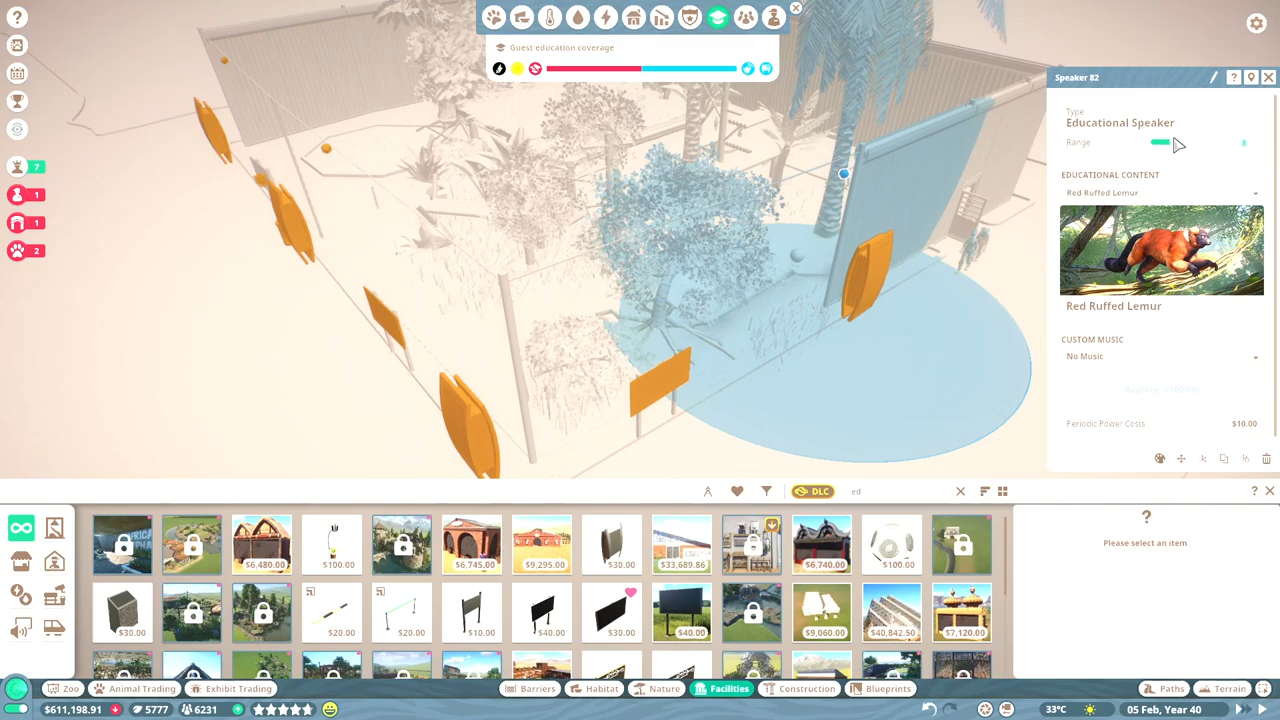 Guest education coverage
Speaker 82
Type
Educational Speaker
Range
8
EDUCATIONAL CONTENT
Red Ruffed Lemur
Red Ruffed Lemur
CUSTOM MUSIC
No Music
Replace ($100.00)
Periodic Power Costs $10.00
7
1
1
2
DLC
ed
Please select an item
$6,480.00
$100.00
$6,745.00
$9,295.00
$30.00
$33,689.86
$6,740.00
$100.00
$30.00
$20.00
$20.00
$10.00
$40.00
$30.00
$40.00
$9,060.00
$40,842.50
$7,120.00
Zoo Animal Trading Exhibit Trading Barriers Habitat Nature Facilities Construction Blueprints Paths Terrain
$611,198.91 5777 6231 33°C 05 Feb, Year 40